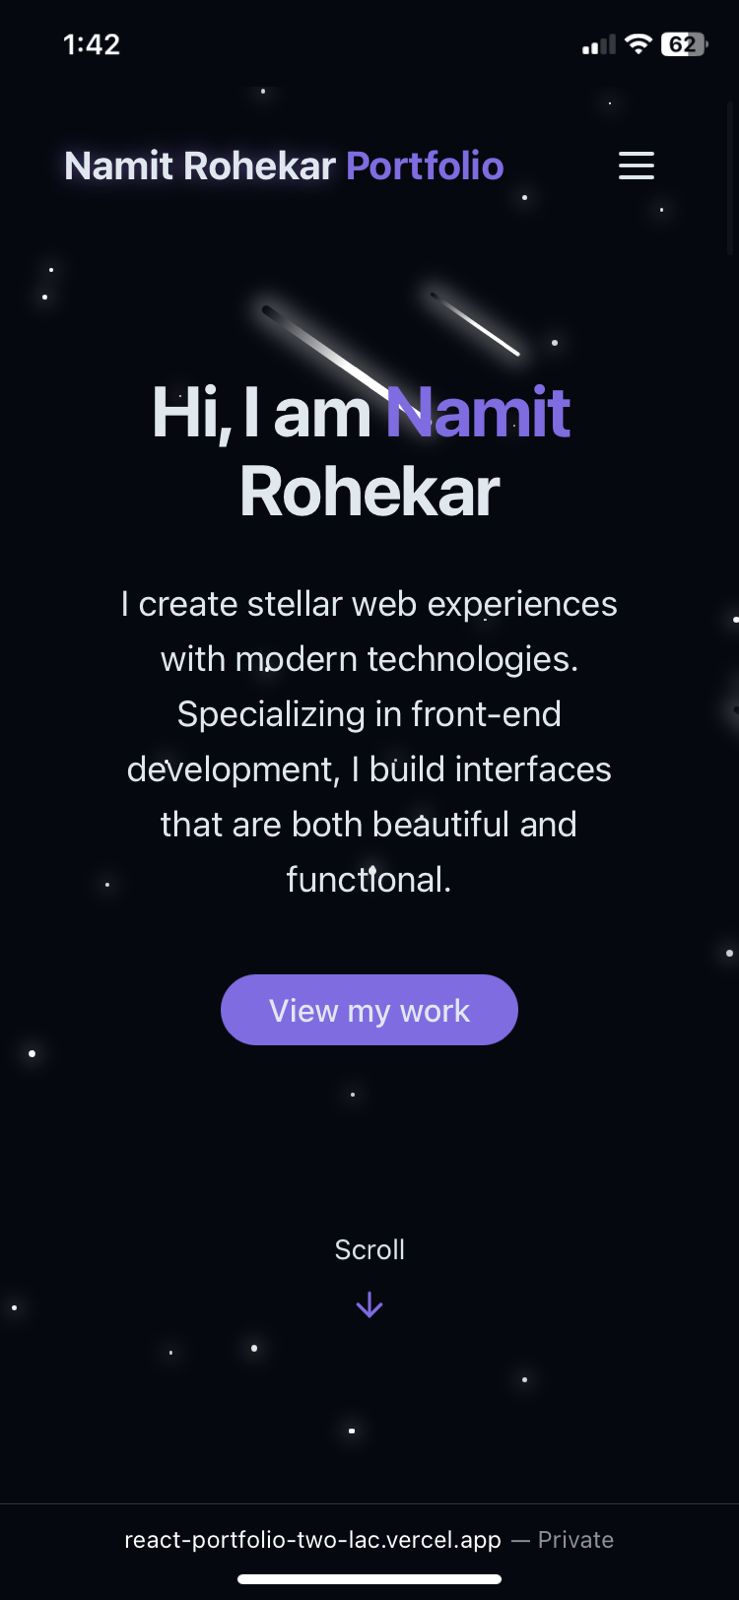 1:42
62
Namit Rohekar Portfolio
Hi, I am Namit
Rohekar
I create stellar web experiences
with modern technologies.
Specializing in front-end
development, I build interfaces
that are both beautiful and
functional.
View my work
Scroll
react-portfolio-two-lac.vercel.app — Private